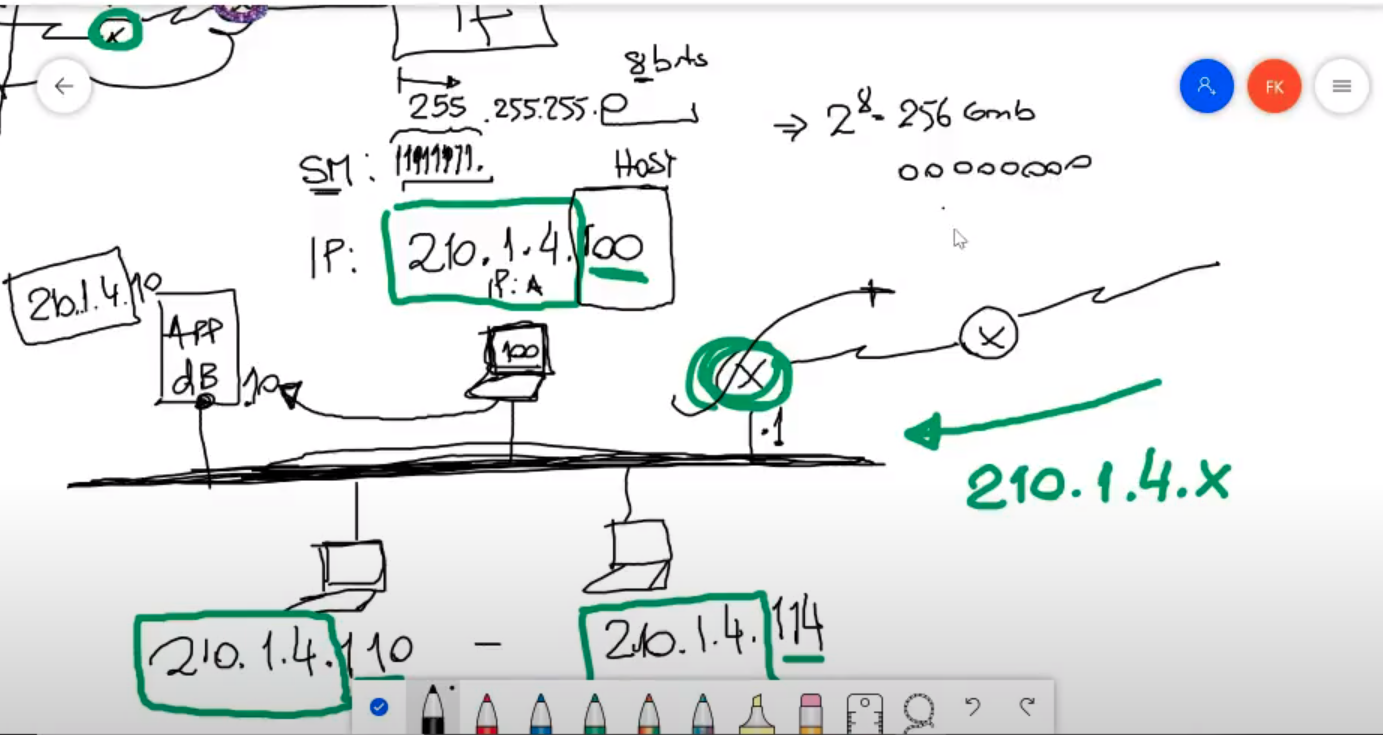 8 bits
255.255.255.0
⇒ 2^8 = 256 comb
SM: 11111111.
HOST
00000000
IP: 210.1.4.100
IP: A
210.1.4.10
APP
dB
.10
100
X
X
.1
210.1.4.X
210.1.4.110 - 210.1.4.114
FK